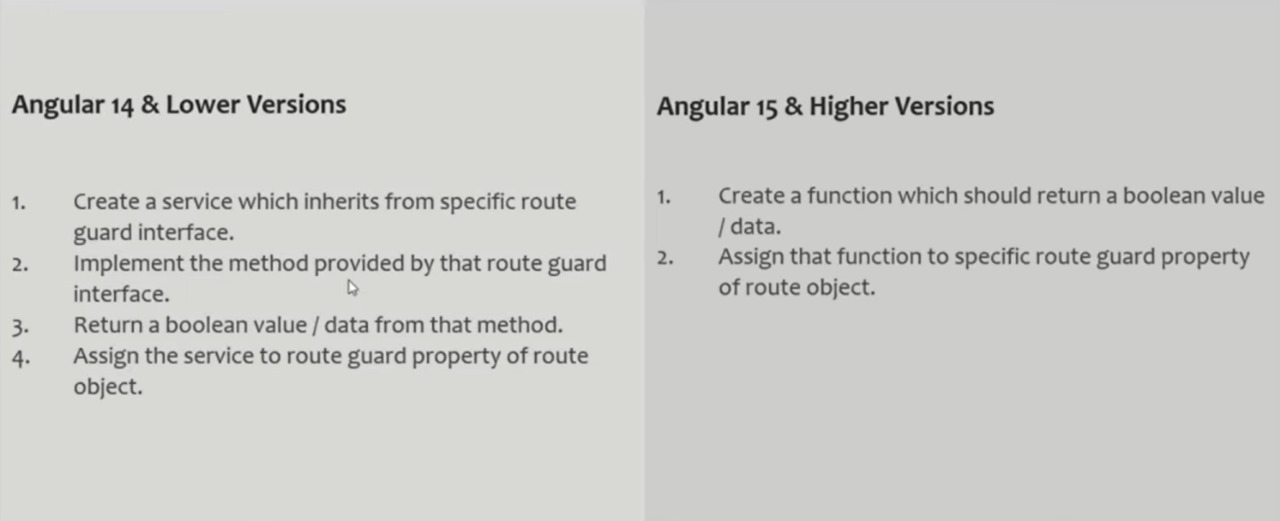 Angular 14 & Lower Versions
1. Create a service which inherits from specific route
guard interface.
2. Implement the method provided by that route guard
interface.
3. Return a boolean value / data from that method.
4. Assign the service to route guard property of route
object.
Angular 15 & Higher Versions
1. Create a function which should return a boolean value
/ data.
2. Assign that function to specific route guard property
of route object.